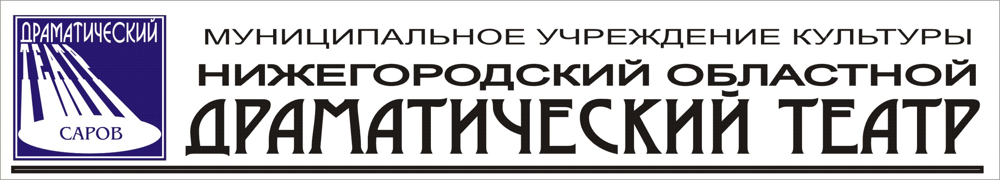 ДРАМАТИЧЕСКИЙ
ТЕАТР
САРОВ
МУНИЦИПАЛЬНОЕ УЧРЕЖДЕНИЕ КУЛЬТУРЫ
НИЖЕГОРОДСКИЙ ОБЛАСТНОЙ
ДРАМАТИЧЕСКИЙ ТЕАТР